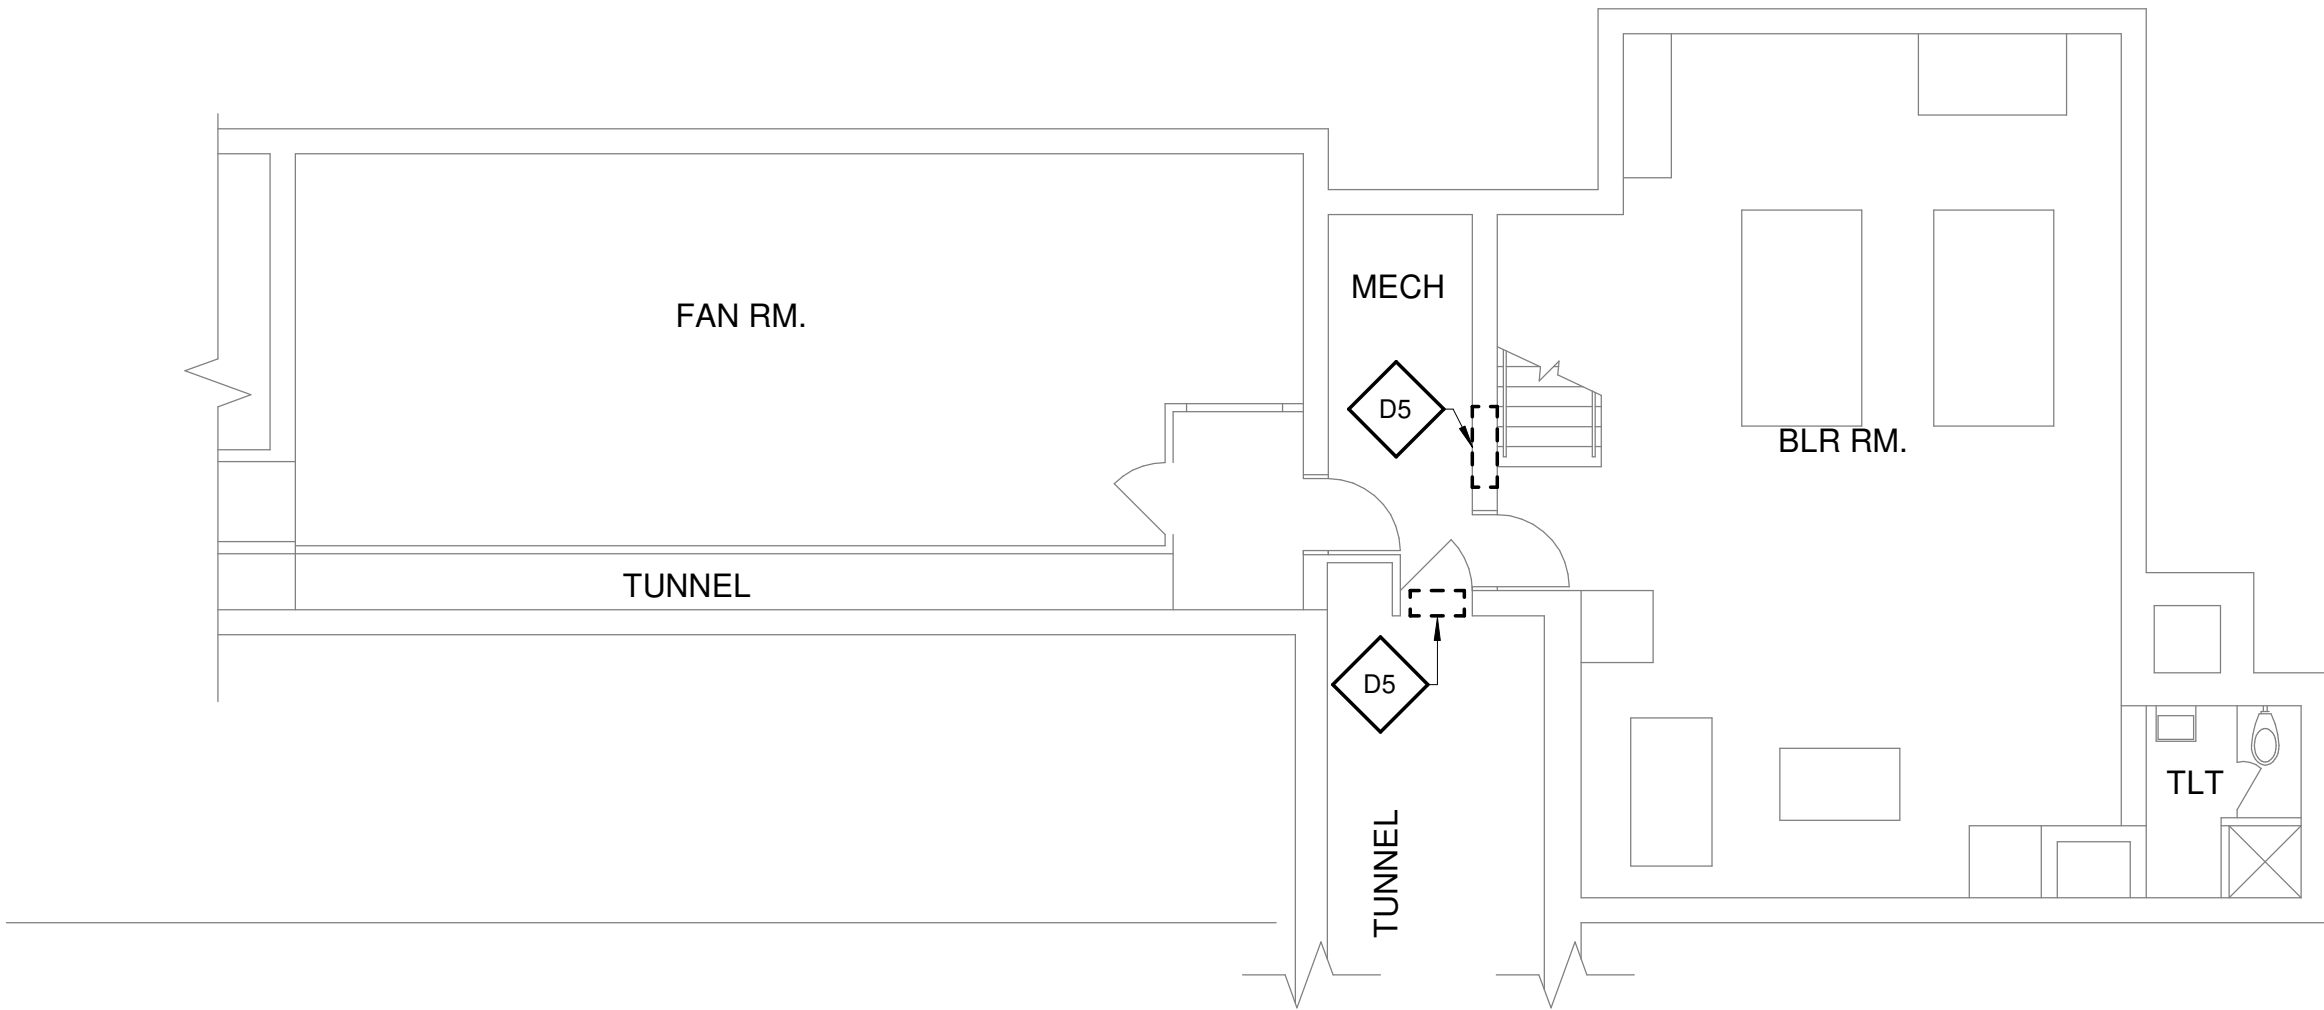 MECH
FAN RM.
D5
BLR RM.
TUNNEL
D5
TLT
TUNNEL